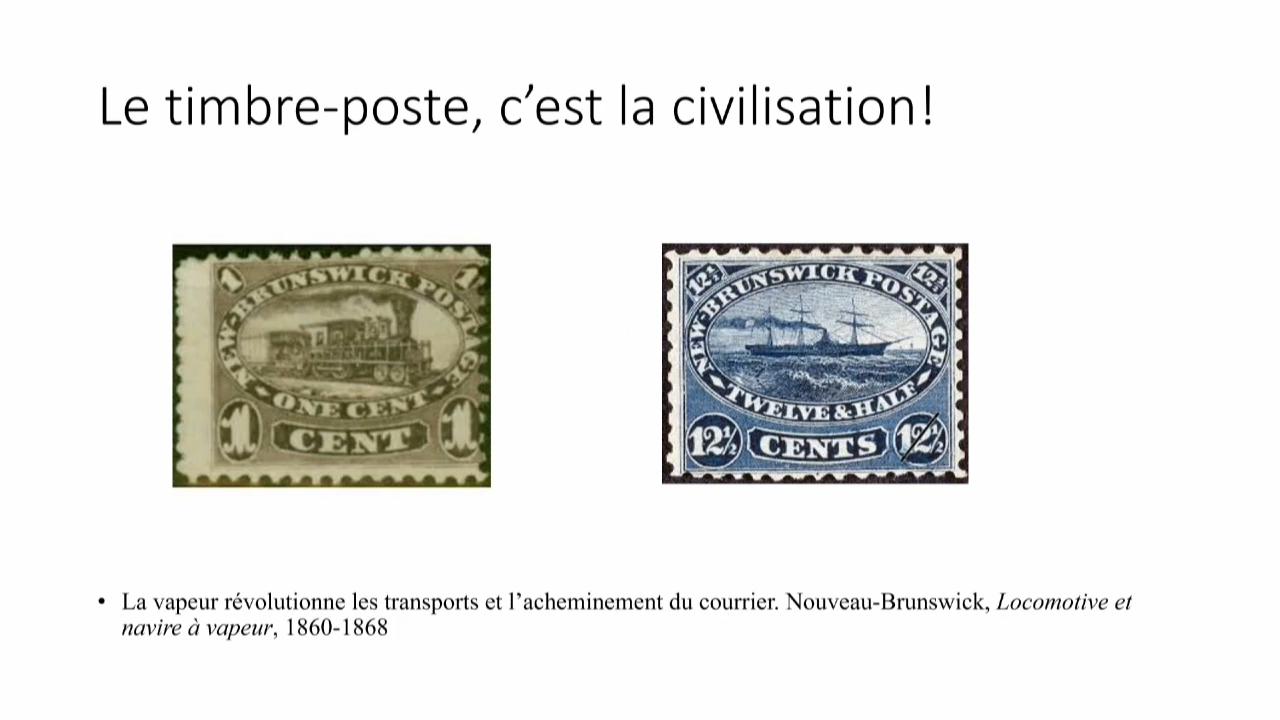 Le timbre-poste, c’est la civilisation!
1 1
NEW-BRUNSWICK POSTAGE
ONE CENT
1 CENT 1
12½ 12½
NEW-BRUNSWICK POSTAGE
TWELVE & HALF
12½ CENTS 12½
• La vapeur révolutionne les transports et l’acheminement du courrier. Nouveau-Brunswick, Locomotive et
navire à vapeur, 1860-1868